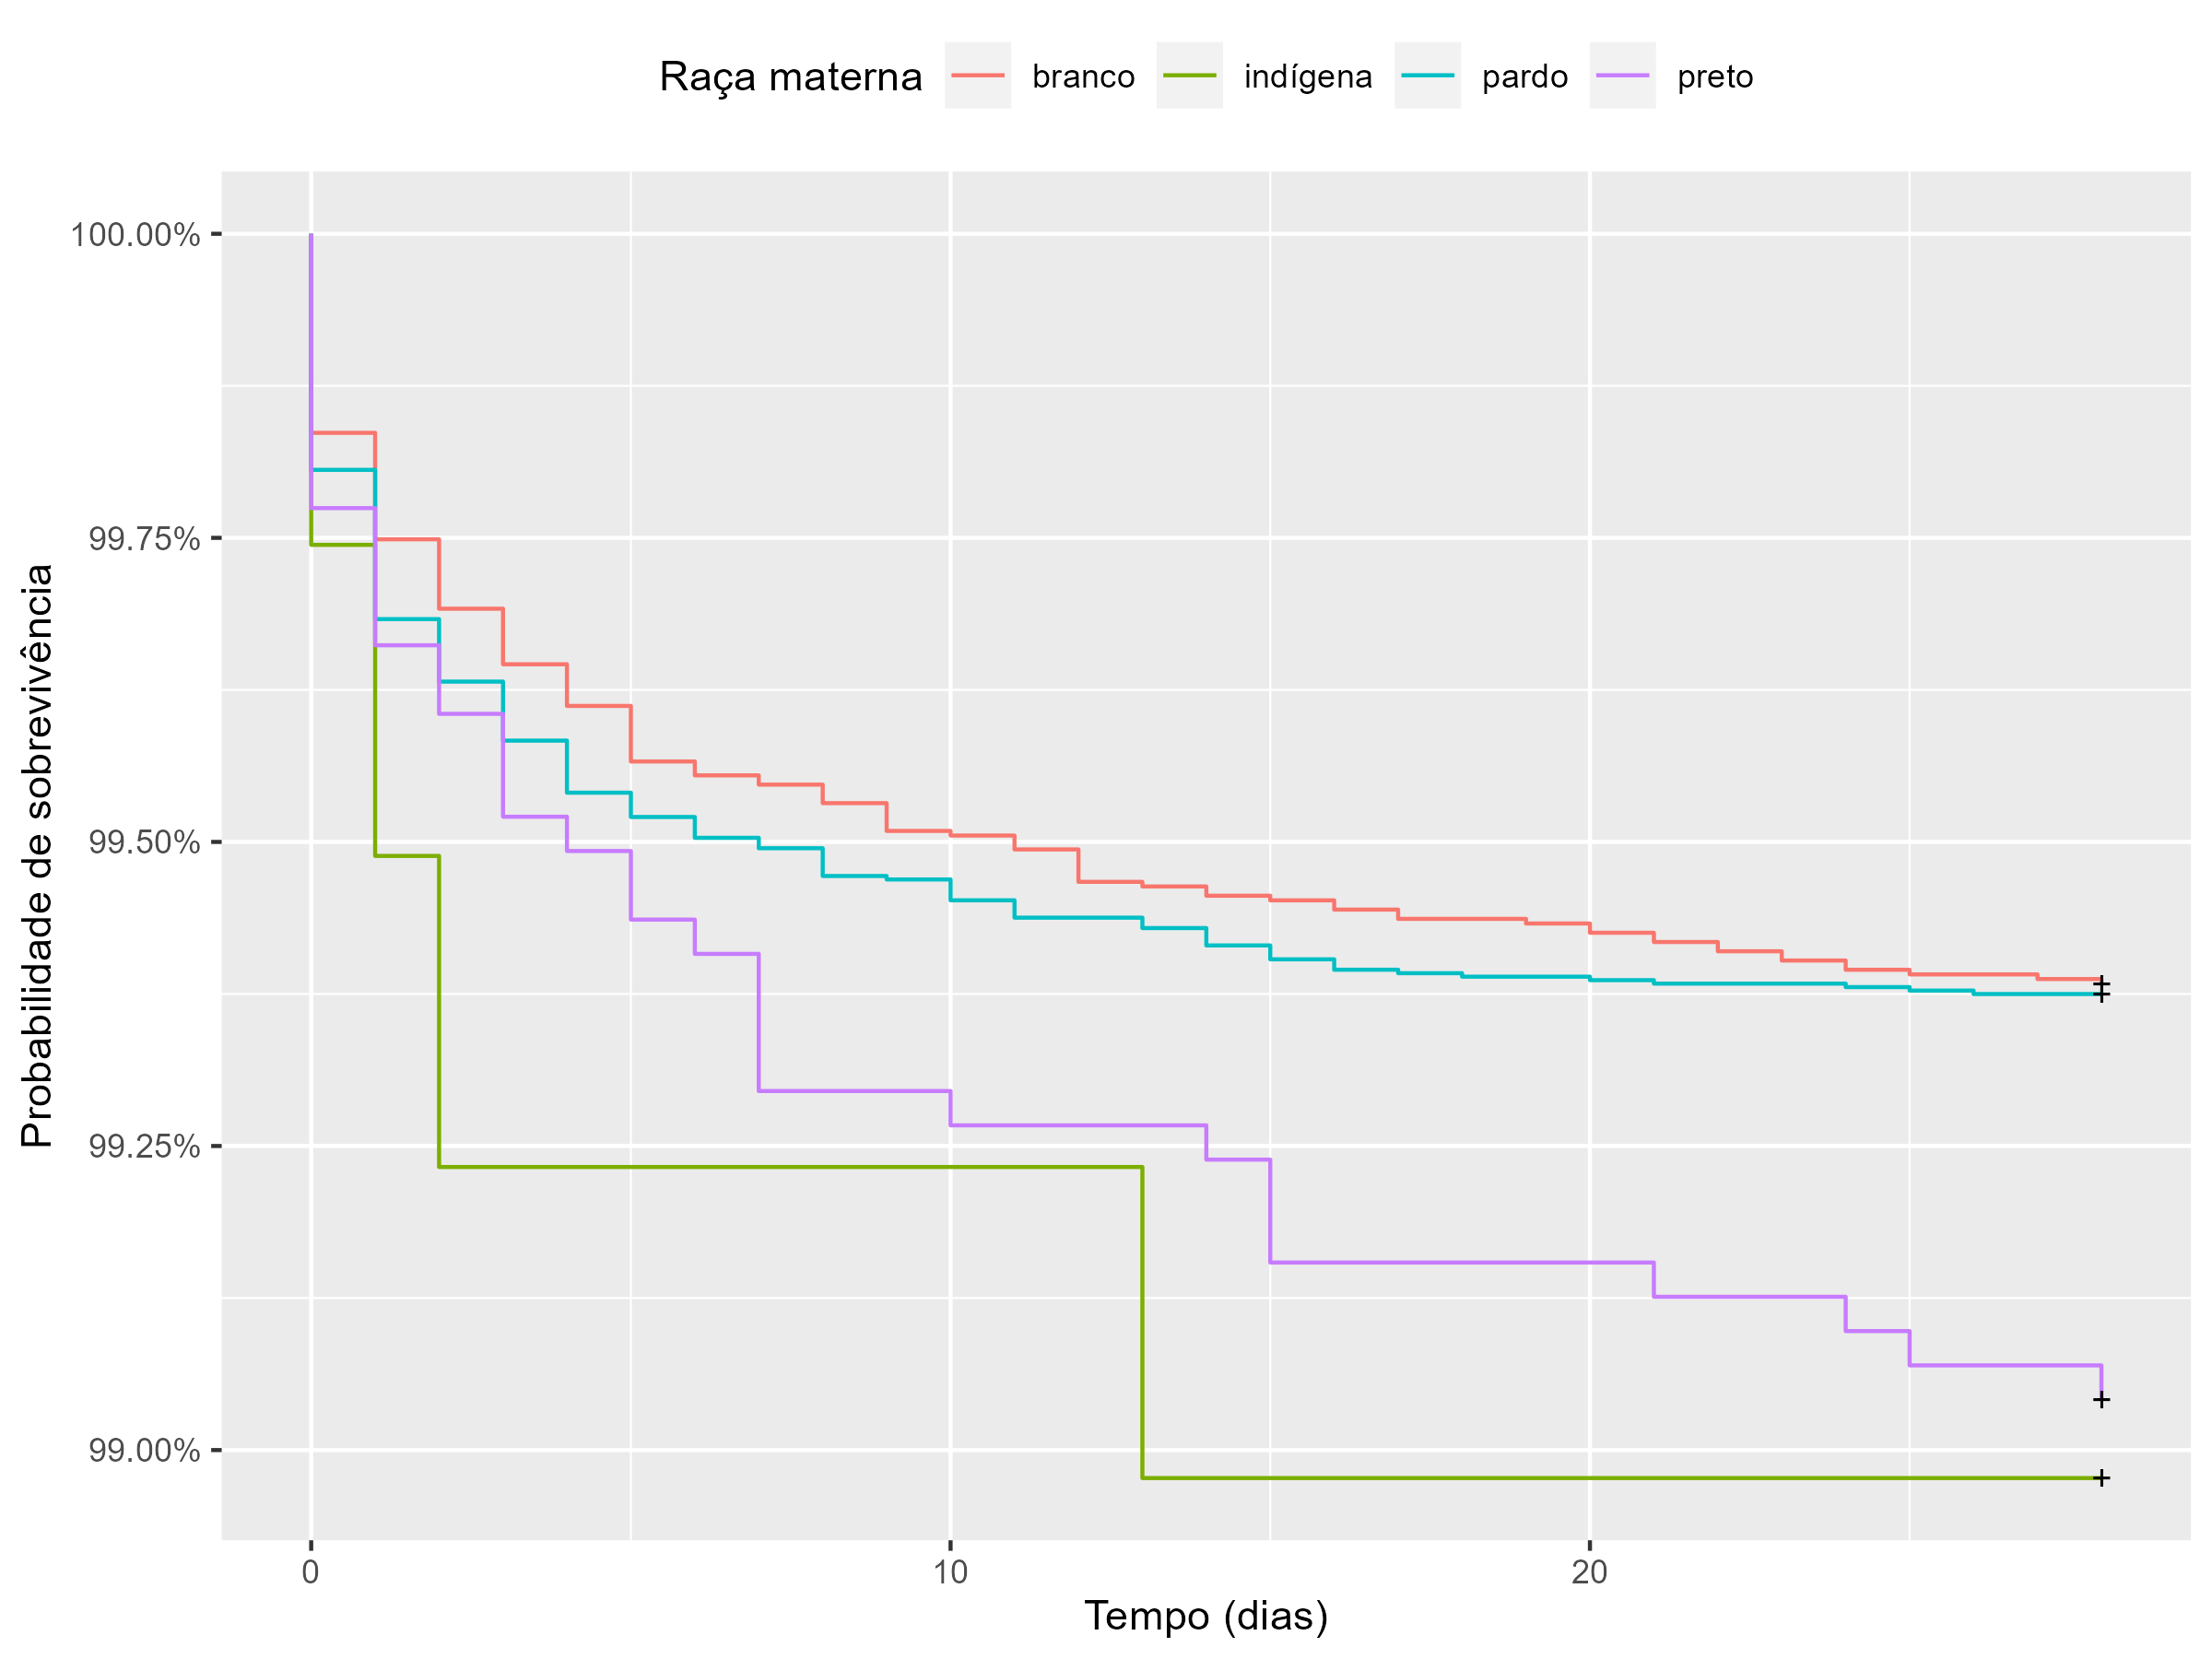 Raça materna branco indígena pardo preto
100.00%
99.75%
99.50%
99.25%
99.00%
Probabilidade de sobrevivência
0 10 20
Tempo (dias)